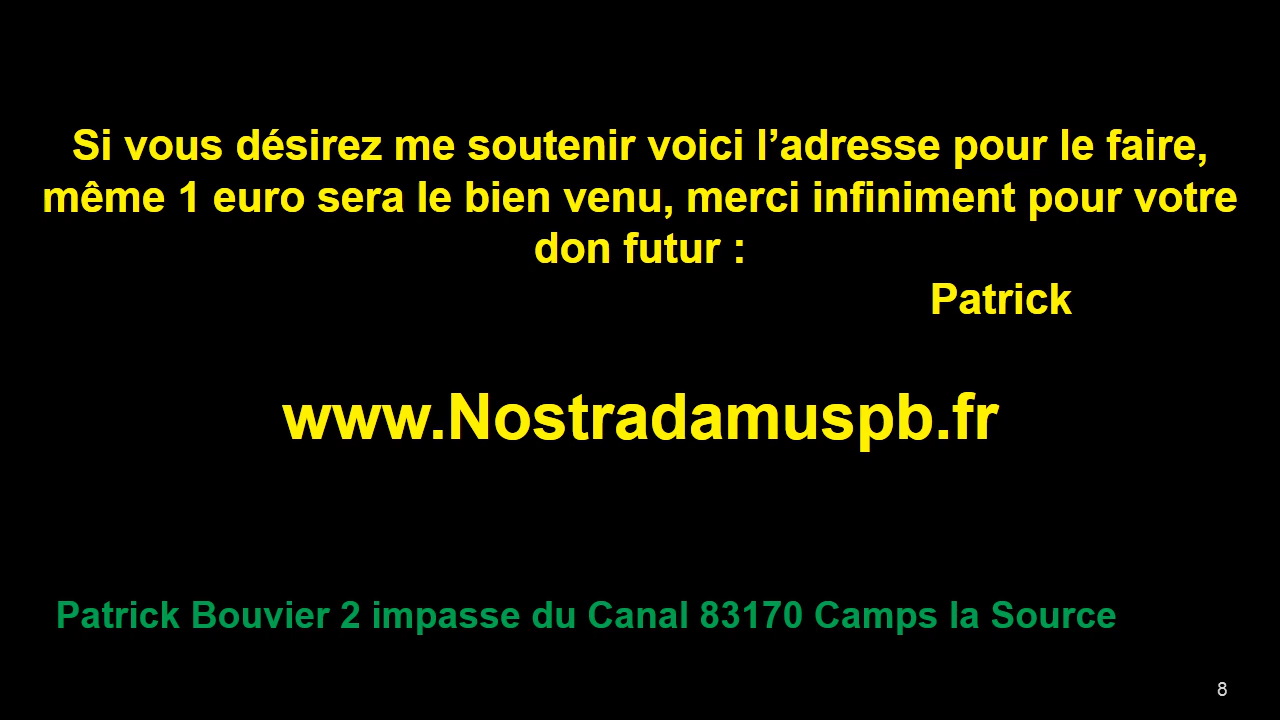 Si vous désirez me soutenir voici l’adresse pour le faire,
même 1 euro sera le bien venu, merci infiniment pour votre
don futur :
Patrick
www.Nostradamuspb.fr
Patrick Bouvier 2 impasse du Canal 83170 Camps la Source
8